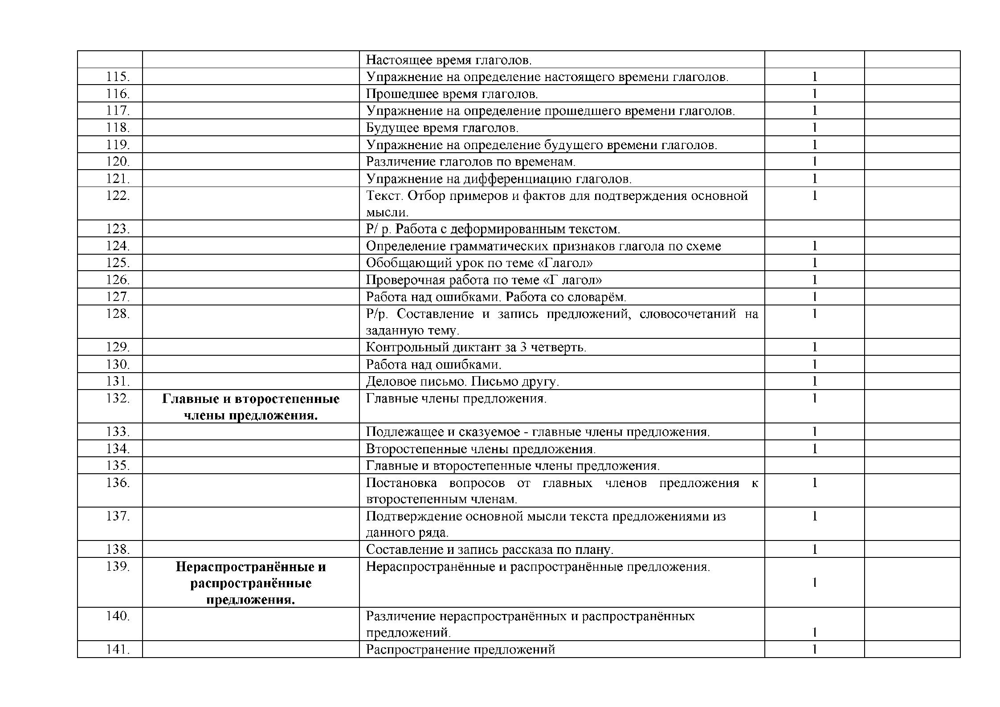 Настоящее время глаголов.
115. Упражнение на определение настоящего времени глаголов. 1
116. Прошедшее время глаголов. 1
117. Упражнение на определение прошедшего времени глаголов. 1
118. Будущее время глаголов. 1
119. Упражнение на определение будущего времени глаголов. 1
120. Различение глаголов по временам. 1
121. Упражнение на дифференциацию глаголов. 1
122. Текст. Отбор примеров и фактов для подтверждения основной 1
мысли.
123. Р/ р. Работа с деформированным текстом.
124. Определение грамматических признаков глагола по схеме 1
125. Обобщающий урок по теме «Глагол» 1
126. Проверочная работа по теме «Г лагол» 1
127. Работа над ошибками. Работа со словарём. 1
128. Р/р. Составление и запись предложений, словосочетаний на 1
заданную тему.
129. Контрольный диктант за 3 четверть. 1
130. Работа над ошибками. 1
131. Деловое письмо. Письмо другу. 1
132. Главные и второстепенные Главные члены предложения. 1
члены предложения.
133. Подлежащее и сказуемое - главные члены предложения. 1
134. Второстепенные члены предложения. 1
135. Главные и второстепенные члены предложения.
136. Постановка вопросов от главных членов предложения к 1
второстепенным членам.
137. Подтверждение основной мысли текста предложениями из 1
данного ряда.
138. Составление и запись рассказа по плану. 1
139. Нераспространённые и Нераспространённые и распространённые предложения.
распространённые 1
предложения.
140. Различение нераспространённых и распространённых
предложений. 1
141. Распространение предложений 1